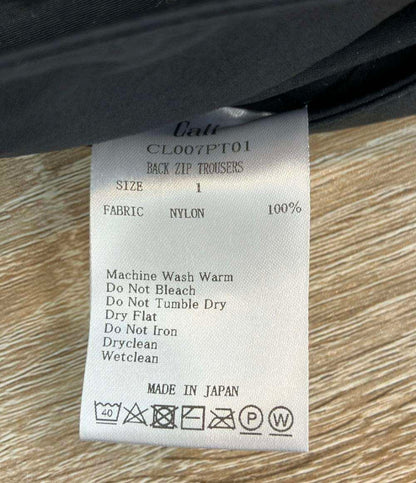 CL007PT01
BACK ZIP TROUSERS
SIZE 1
FABRIC NYLON 100%
Machine Wash Warm
Do Not Bleach
Do Not Tumble Dry
Dry Flat
Do Not Iron
Dryclean
Wetclean
MADE IN JAPAN
40 P W